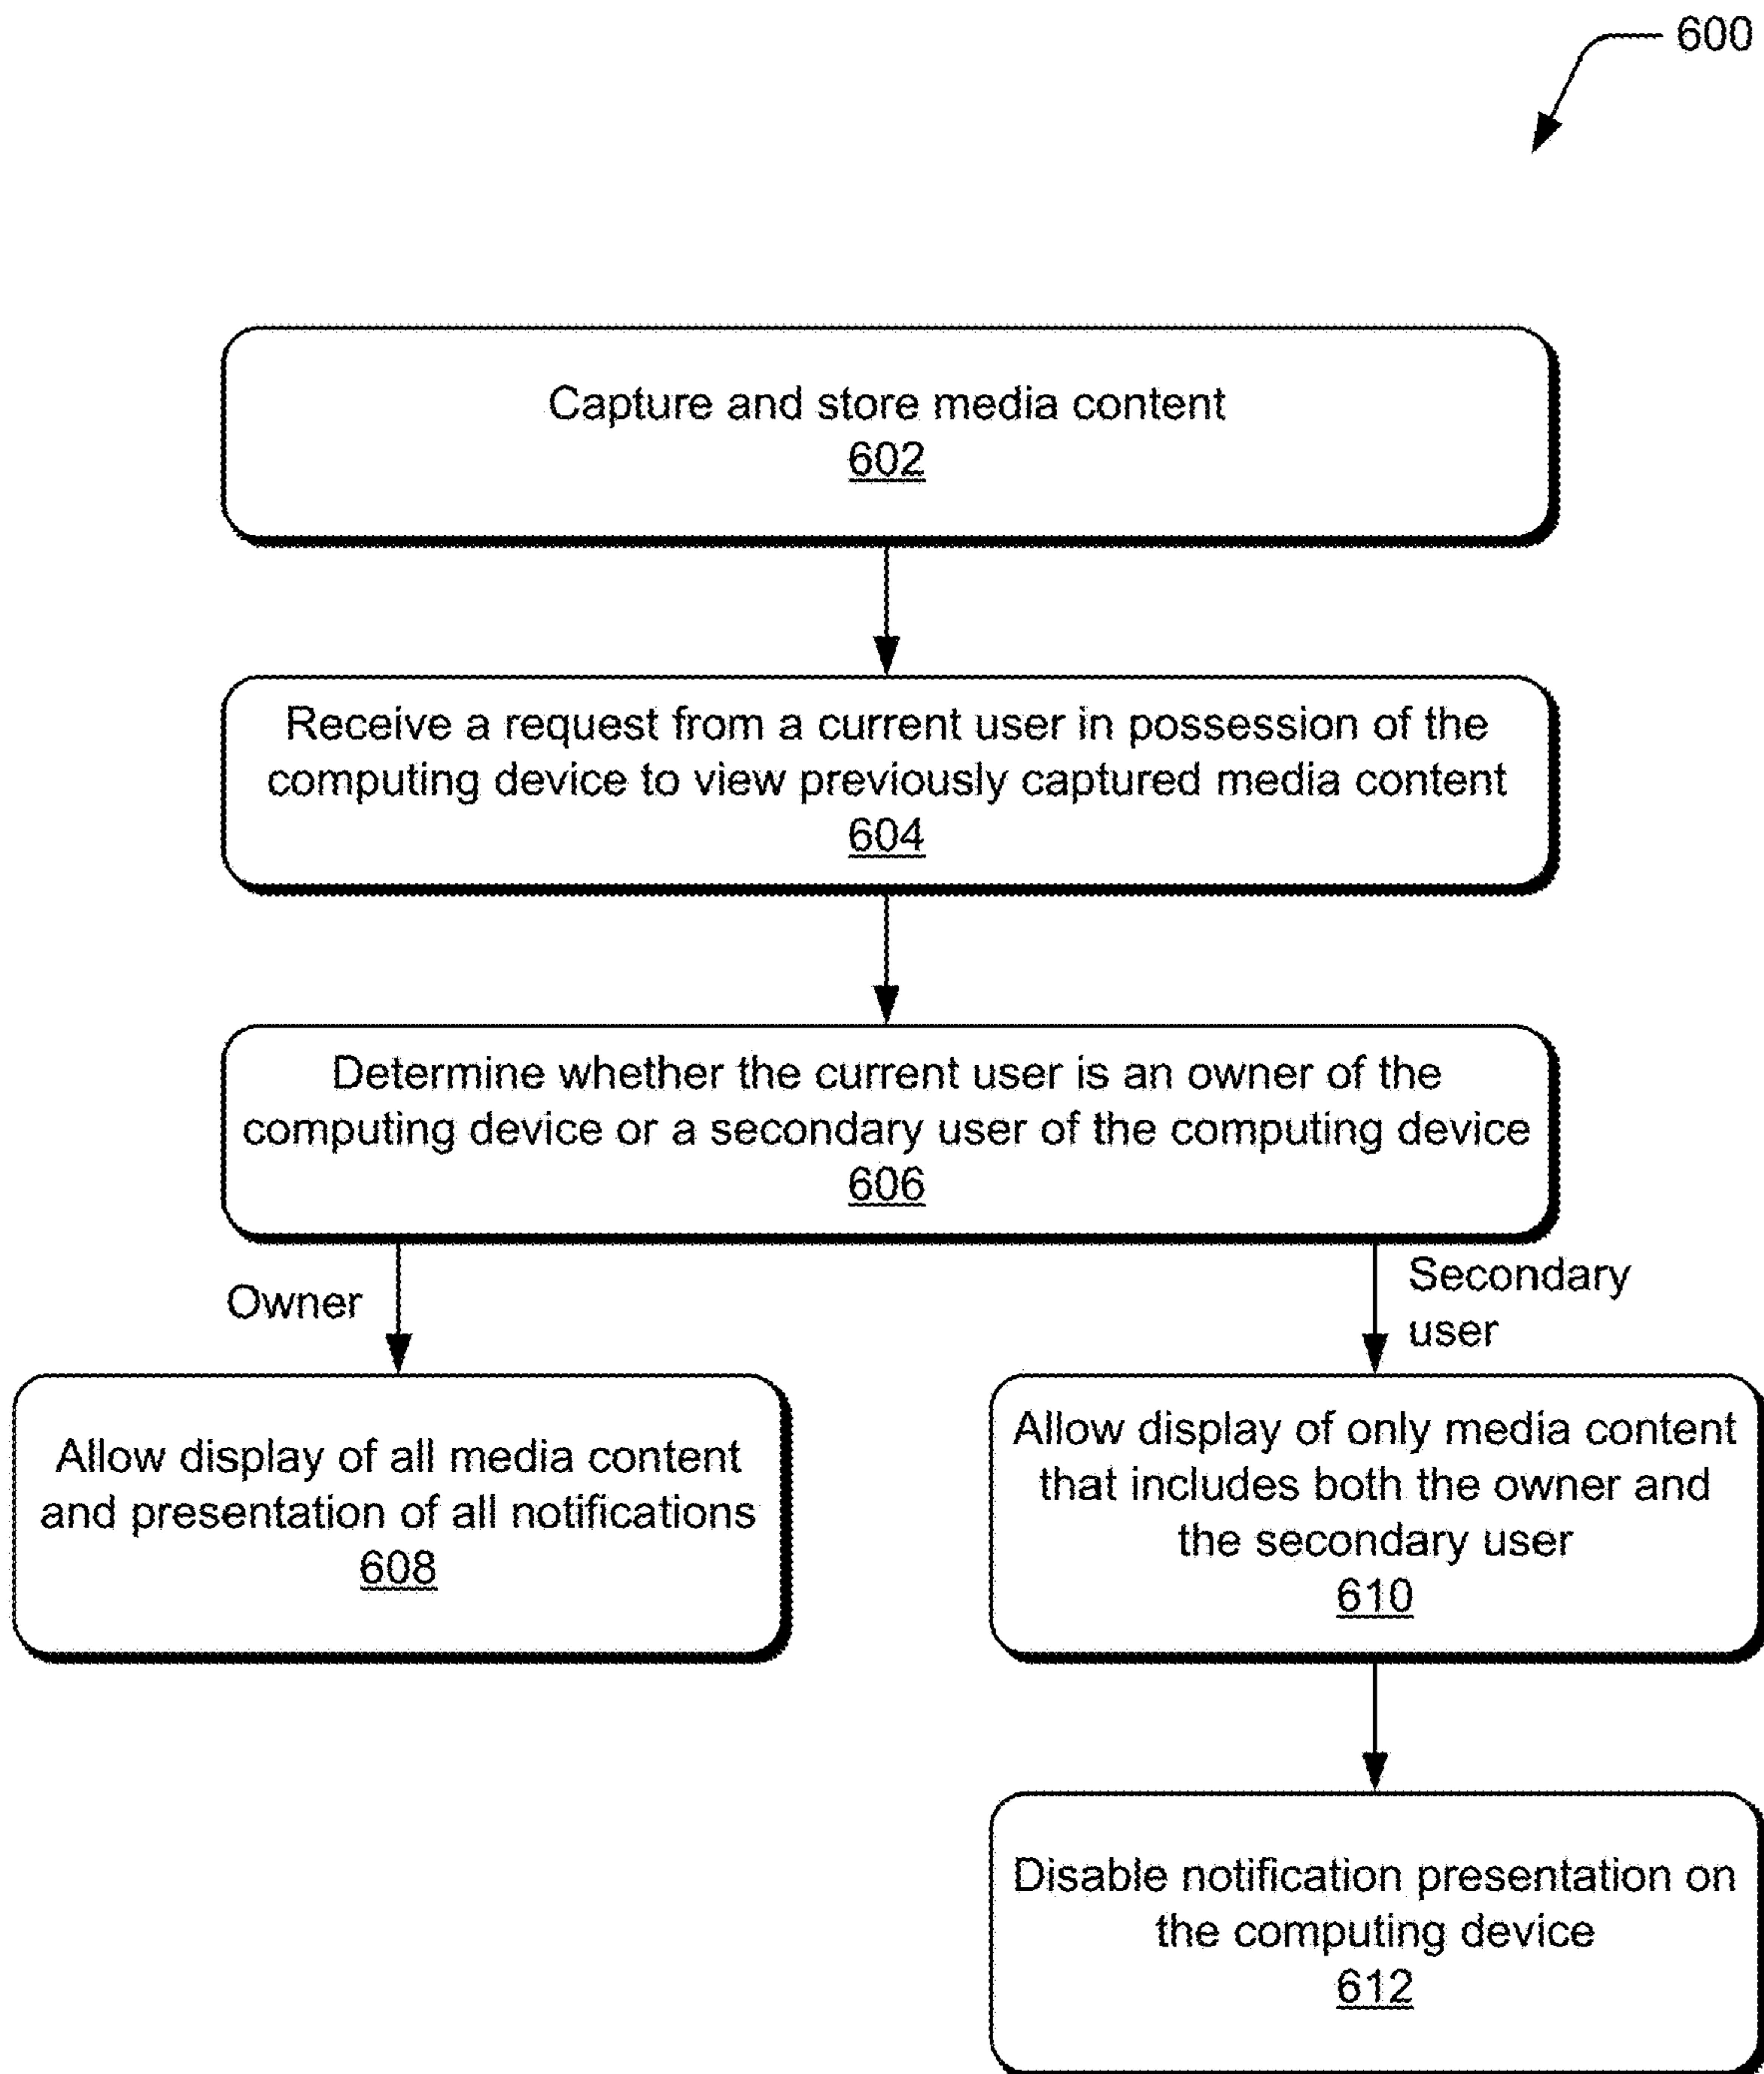 600
Capture and store media content
602
Receive a request from a current user in possession of the
computing device to view previously captured media content
604
Determine whether the current user is an owner of the
computing device or a secondary user of the computing device
606
Owner
Secondary
user
Allow display of all media content
and presentation of all notifications
608
Allow display of only media content
that includes both the owner and
the secondary user
610
Disable notification presentation on
the computing device
612